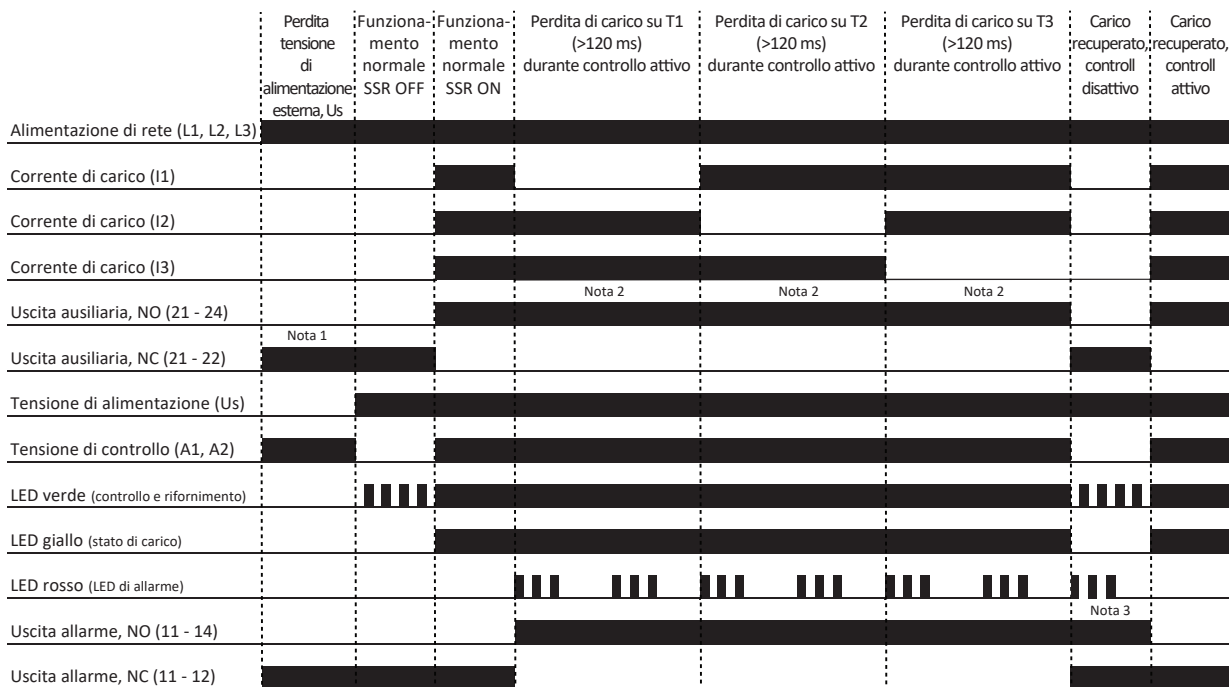 Perdita
tensione
di
alimentazione
esterna, Us
Funziona-
mento
normale
SSR OFF
Funziona-
mento
normale
SSR ON
Perdita di carico su T1
(>120 ms)
durante controllo attivo
Perdita di carico su T2
(>120 ms)
durante controllo attivo
Perdita di carico su T3
(>120 ms)
durante controllo attivo
Carico
recuperato,
controll
disattivo
Carico
recuperato,
controll
attivo
Alimentazione di rete (L1, L2, L3)
Corrente di carico (I1)
Corrente di carico (I2)
Corrente di carico (I3)
Nota 2
Nota 2
Nota 2
Uscita ausiliaria, NO (21 - 24)
Nota 1
Uscita ausiliaria, NC (21 - 22)
Tensione di alimentazione (Us)
Tensione di controllo (A1, A2)
LED verde (controllo e rifornimento)
LED giallo (stato di carico)
LED rosso (LED di allarme)
Nota 3
Uscita allarme, NO (11 - 14)
Uscita allarme, NC (11 - 12)